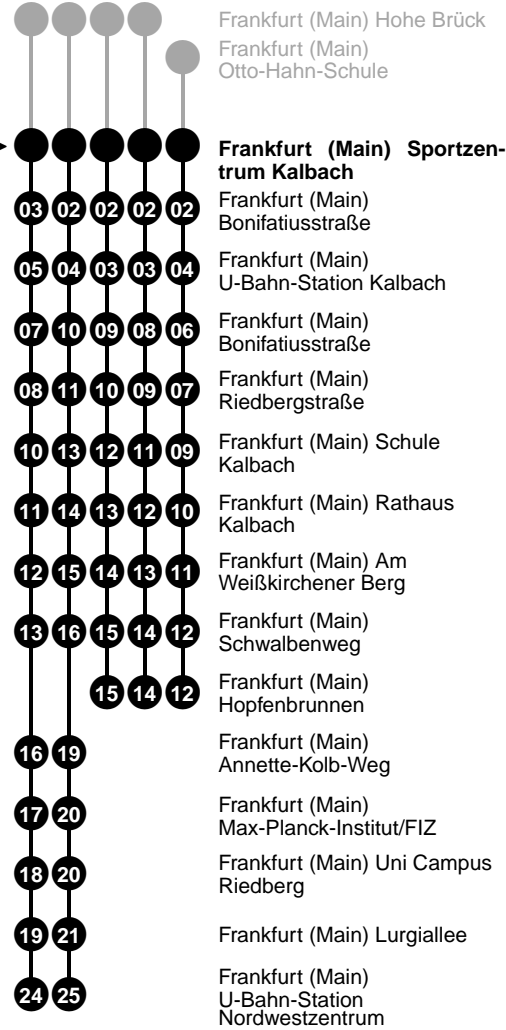 Frankfurt (Main) Hohe Brück
Frankfurt (Main)
Otto-Hahn-Schule
Frankfurt (Main) Sportzen-
trum Kalbach
03 02 02 02 02 Frankfurt (Main)
Bonifatiusstraße
05 04 03 03 04 Frankfurt (Main)
U-Bahn-Station Kalbach
07 10 09 08 06 Frankfurt (Main)
Bonifatiusstraße
08 11 10 09 07 Frankfurt (Main)
Riedbergstraße
10 13 12 11 09 Frankfurt (Main) Schule
Kalbach
11 14 13 12 10 Frankfurt (Main) Rathaus
Kalbach
12 15 14 13 11 Frankfurt (Main) Am
Weißkirchener Berg
13 16 15 14 12 Frankfurt (Main)
Schwalbenweg
15 14 12 Frankfurt (Main)
Hopfenbrunnen
16 19 Frankfurt (Main)
Annette-Kolb-Weg
17 20 Frankfurt (Main)
Max-Planck-Institut/FIZ
18 20 Frankfurt (Main) Uni Campus
Riedberg
19 21 Frankfurt (Main) Lurgiallee
24 25 Frankfurt (Main)
U-Bahn-Station
Nordwestzentrum